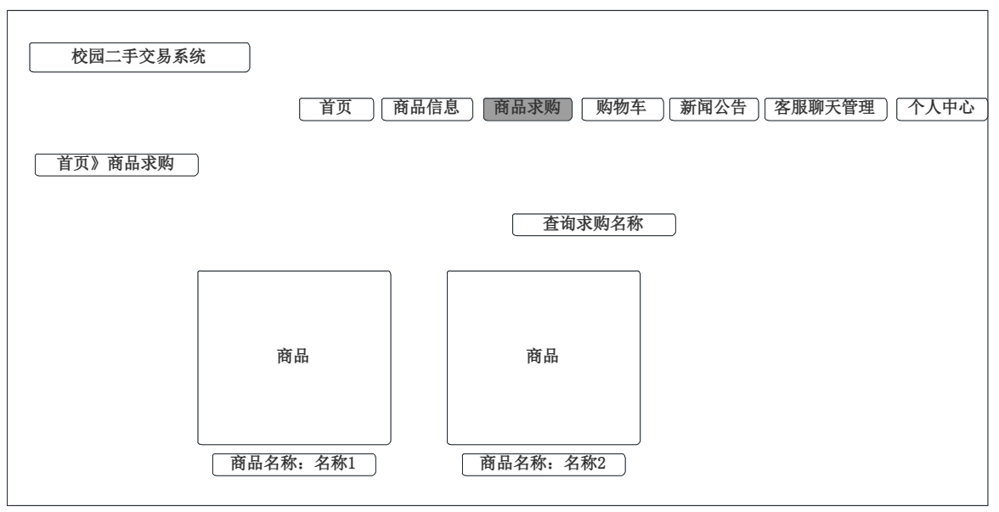 校园二手交易系统
首页 商品信息 商品求购 购物车 新闻公告 客服聊天管理 个人中心
首页》商品求购
查询求购名称
商品 商品
商品名称：名称1 商品名称：名称2